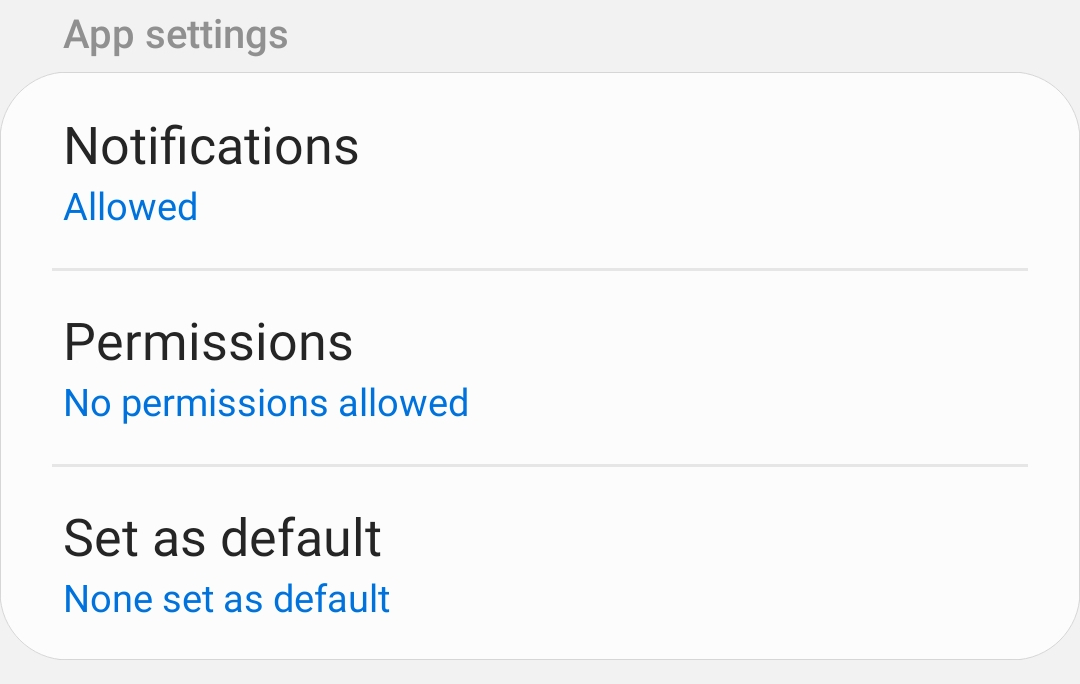 App settings
Notifications
Allowed
Permissions
No permissions allowed
Set as default
None set as default